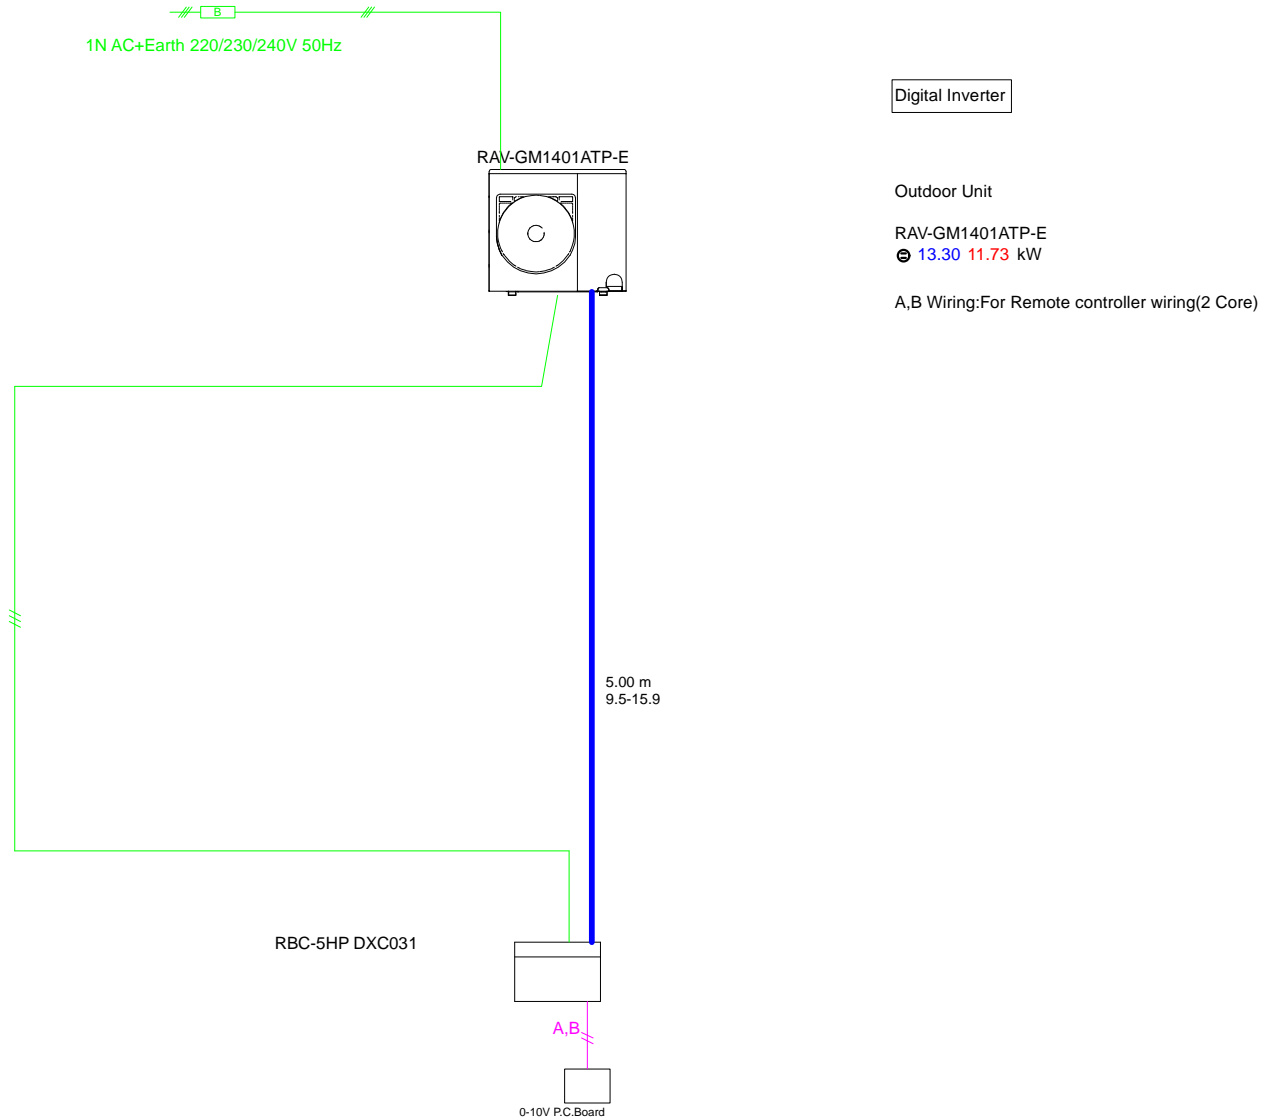 B
1N AC+Earth 220/230/240V 50Hz
Digital Inverter
RAV-GM1401ATP-E
Outdoor Unit
RAV-GM1401ATP-E
13.30 11.73 kW
A,B Wiring:For Remote controller wiring(2 Core)
5.00 m
9.5-15.9
RBC-5HP DXC031
A,B
0-10V P.C.Board